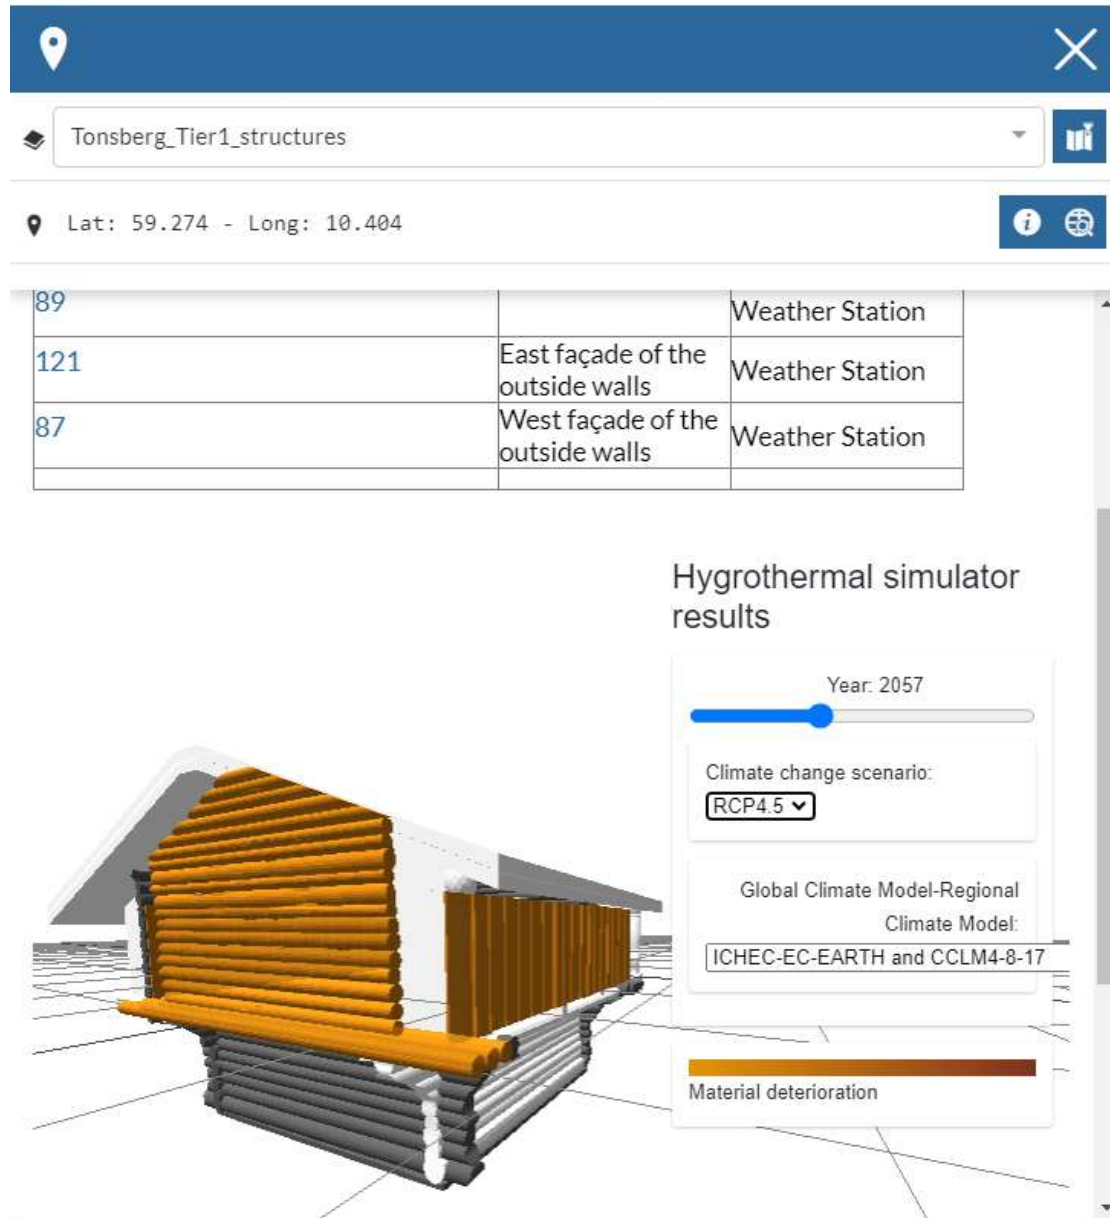 Tonsberg_Tier1_structures
Lat: 59.274 - Long: 10.404
89
Weather Station
121
East façade of the
outside walls
Weather Station
87
West façade of the
outside walls
Weather Station
Hygrothermal simulator
results
Year: 2057
Climate change scenario:
RCP4.5
Global Climate Model-Regional
Climate Model:
ICHEC-EC-EARTH and CCLM4-8-17
Material deterioration